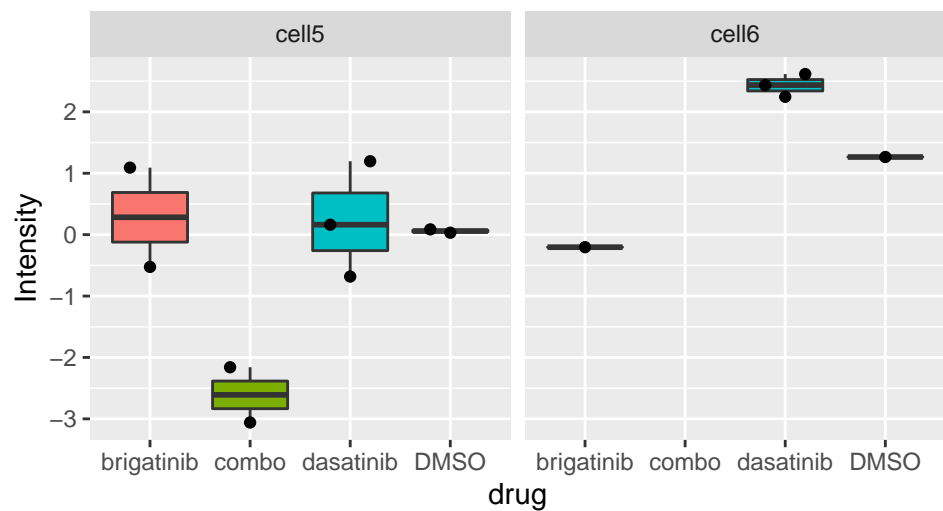 cell5 cell6
Intensity
2
1
0
−1
−2
−3
brigatinib combo dasatinib DMSO brigatinib combo dasatinib DMSO
drug